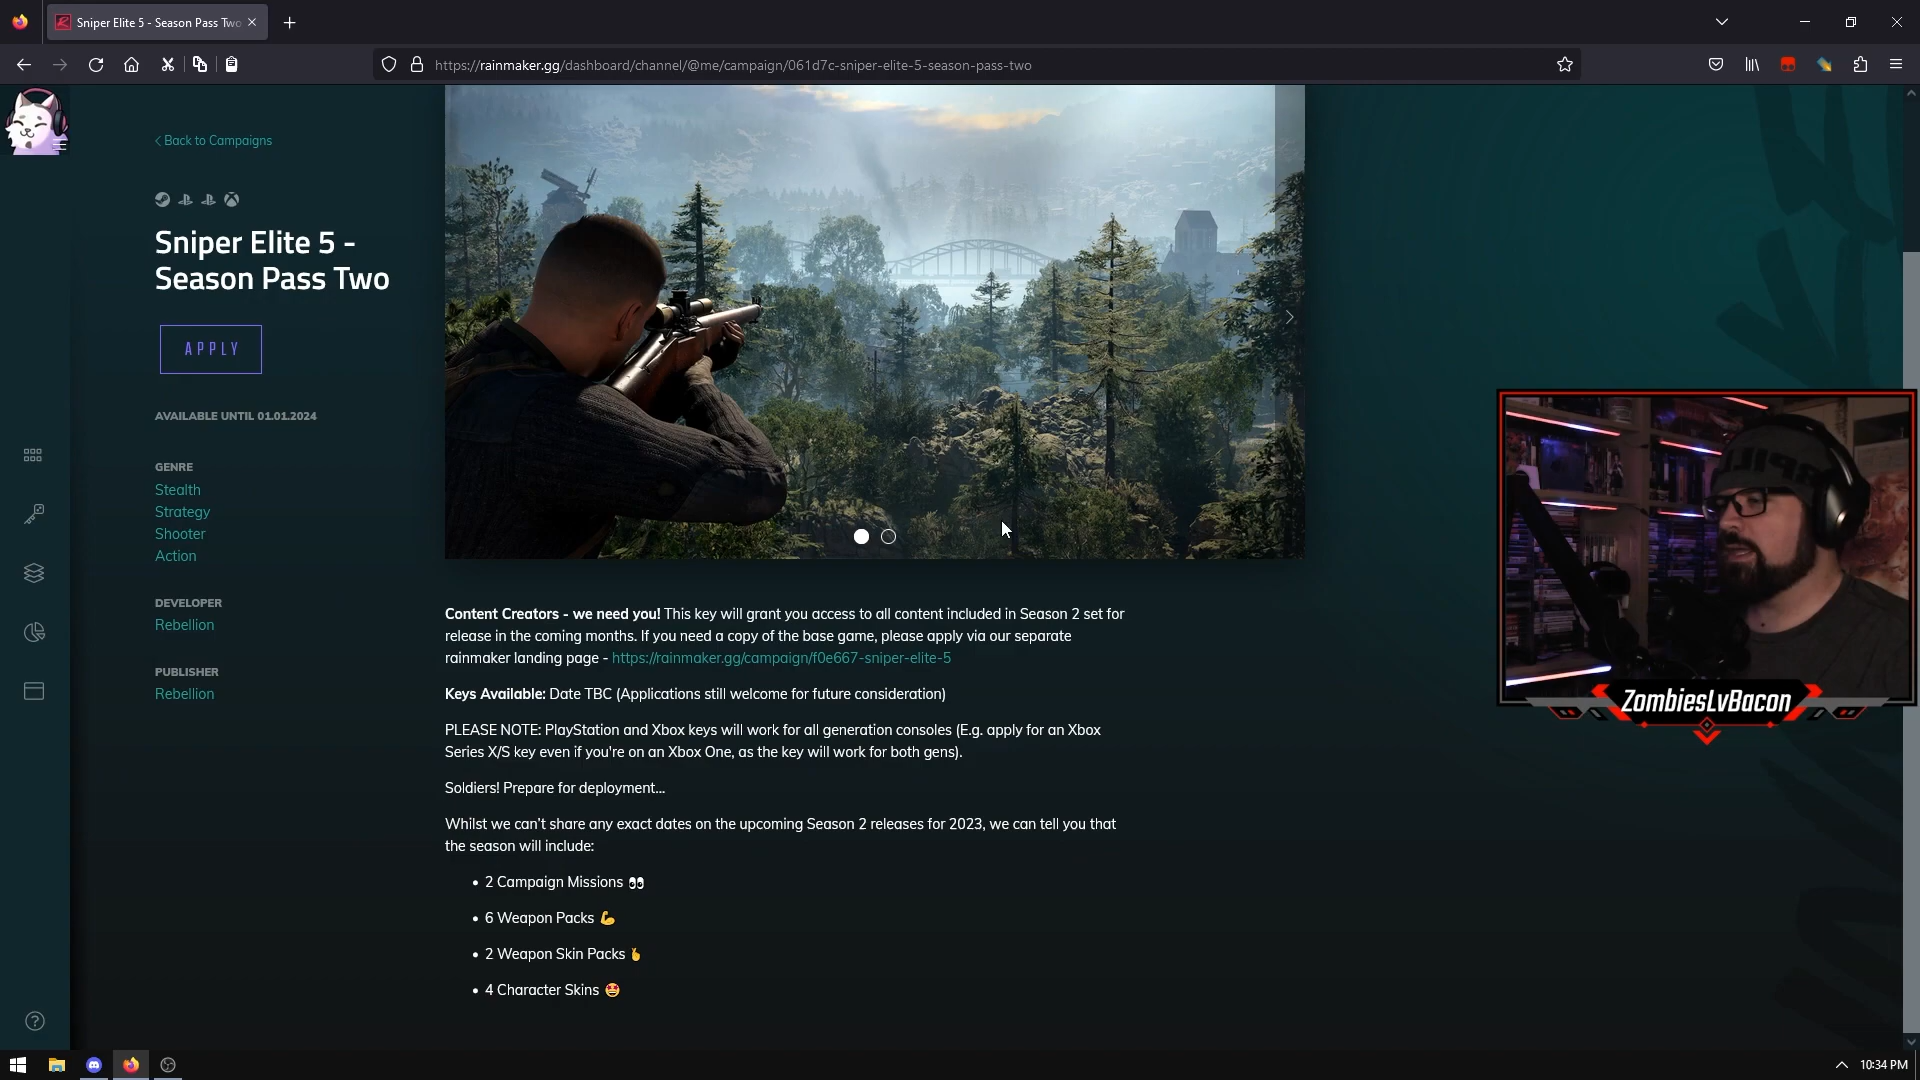 Sniper Elite 5 - Season Pass Two
https://rainmaker.gg/dashboard/channel/@me/campaign/061d7c-sniper-elite-5-season-pass-two
Back to Campaigns
Sniper Elite 5 -
Season Pass Two
APPLY
AVAILABLE UNTIL 01.01.2024
GENRE
Stealth
Strategy
Shooter
Action
DEVELOPER
Rebellion
PUBLISHER
Rebellion
Content Creators - we need you! This key will grant you access to all content included in Season 2 set for
release in the coming months. If you need a copy of the base game, please apply via our separate
rainmaker landing page - https://rainmaker.gg/campaign/f0e667-sniper-elite-5
Keys Available: Date TBC (Applications still welcome for future consideration)
PLEASE NOTE: PlayStation and Xbox keys will work for all generation consoles (E.g. apply for an Xbox
Series X/S key even if you're on an Xbox One, as the key will work for both gens).
Soldiers! Prepare for deployment...
Whilst we can't share any exact dates on the upcoming Season 2 releases for 2023, we can tell you that
the season will include:
• 2 Campaign Missions 👀
• 6 Weapon Packs 💪
• 2 Weapon Skin Packs 🫰
• 4 Character Skins 🤩
ZombiesLvBacon
10:34 PM